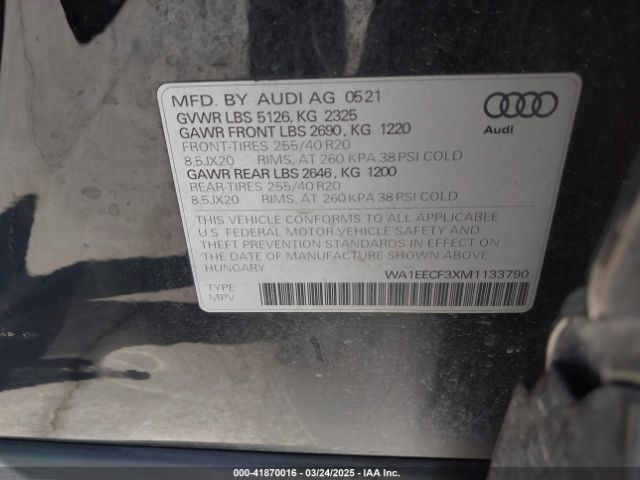 MFD. BY AUDI AG 0521
GVWR LBS 5126, KG 2325
GAWR FRONT LBS 2690, KG 1220
FRONT-TIRES 255/40 R20
8,5JX20 RIMS, AT 260 KPA 38 PSI COLD
GAWR REAR LBS 2646, KG 1200
REAR-TIRES 255/40 R20
8,5JX20 RIMS, AT 260 KPA 38 PSI COLD
Audi
THIS VEHICLE CONFORMS TO ALL APPLICABLE
U.S. FEDERAL MOTOR VEHICLE SAFETY AND
THEFT PREVENTION STANDARDS IN EFFECT ON
THE DATE OF MANUFACTURE SHOWN ABOVE
HUNGARY
WA1EECF3XM1133790
TYPE
MPV
000-41870016 - 03/24/2025 - IAA Inc.